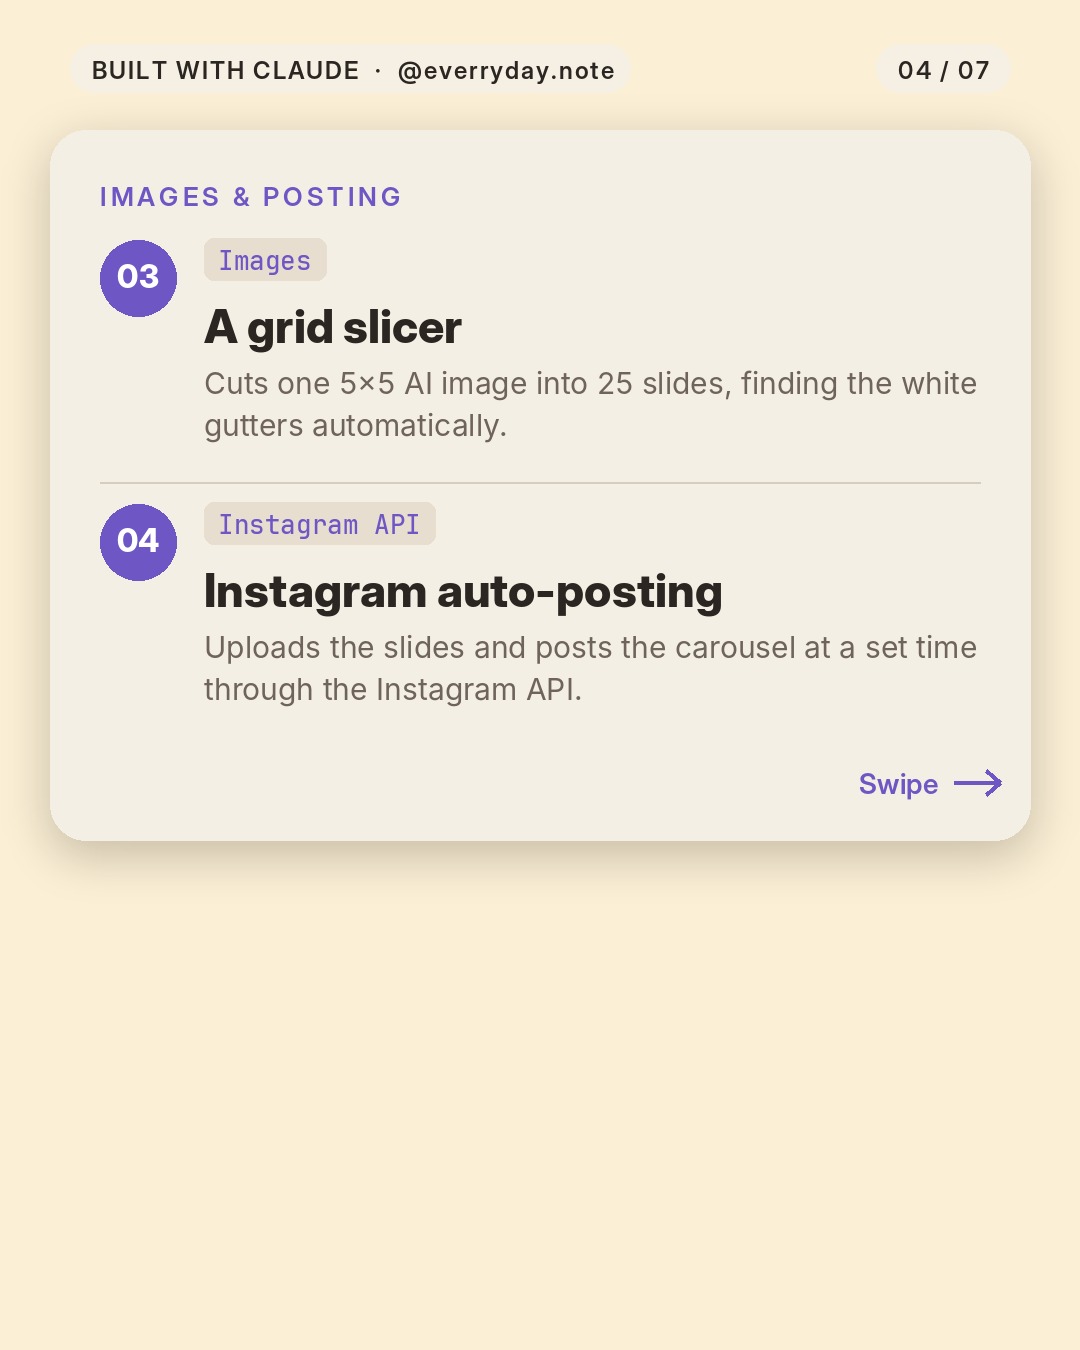 BUILT WITH CLAUDE · @everryday.note
04 / 07
IMAGES & POSTING
03
Images
A grid slicer
Cuts one 5×5 AI image into 25 slides, finding the white
gutters automatically.
04
Instagram API
Instagram auto-posting
Uploads the slides and posts the carousel at a set time
through the Instagram API.
Swipe →